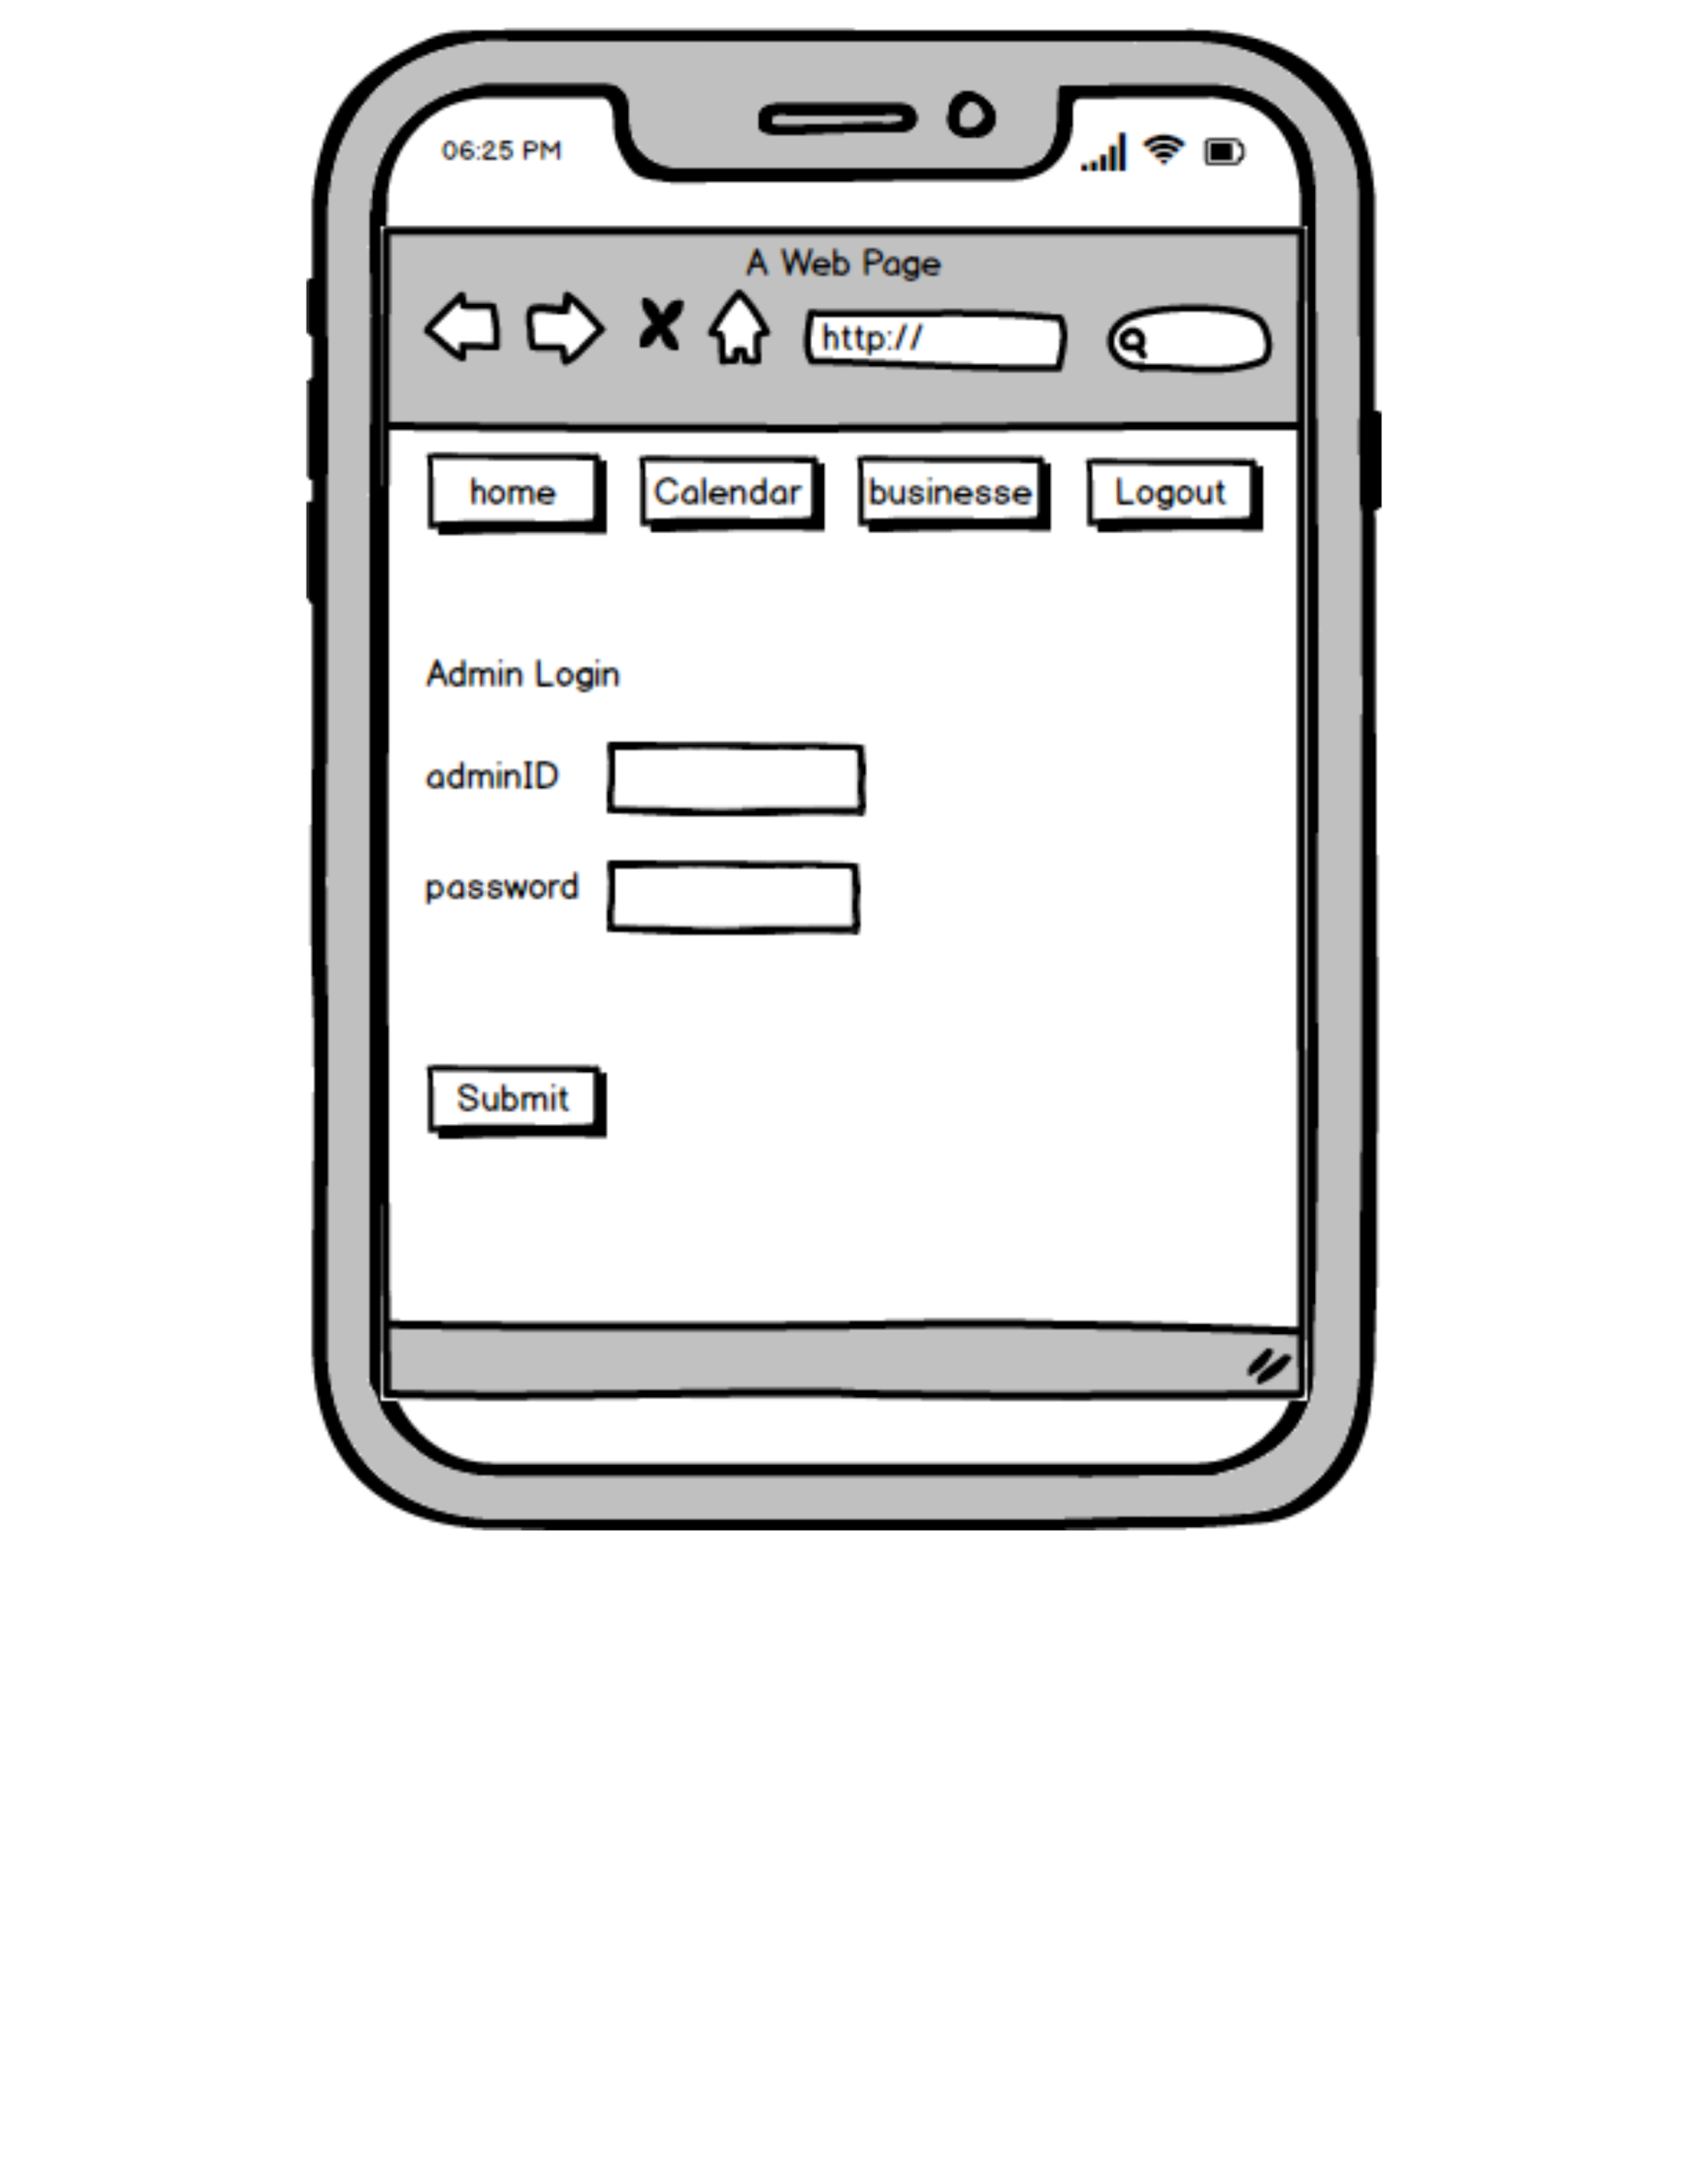 06:25 PM
A Web Page
http://
home Calendar businesse Logout
Admin Login
adminID
password
Submit